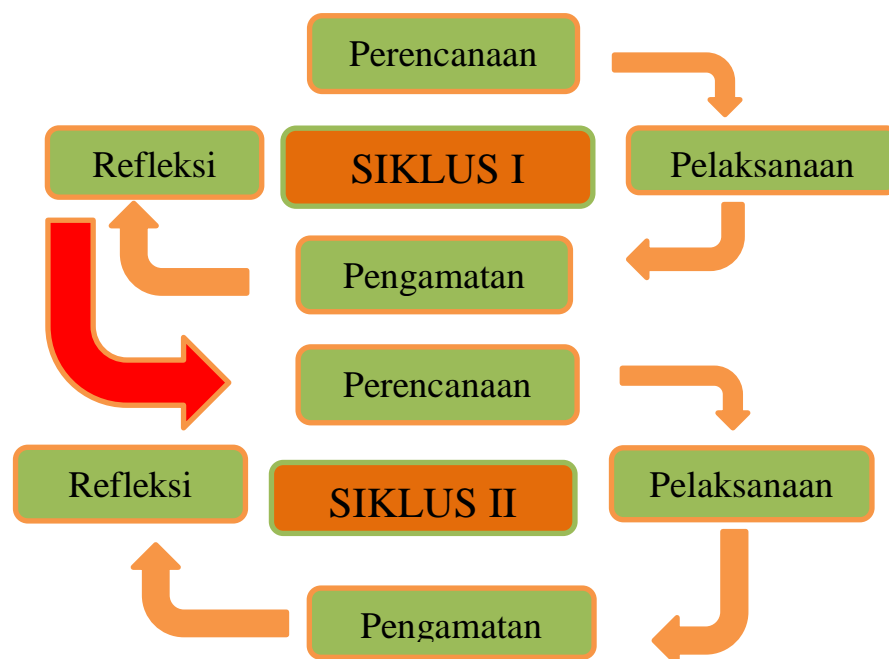 Perencanaan
Refleksi
SIKLUS I
Pelaksanaan
Pengamatan
Perencanaan
Refleksi
SIKLUS II
Pelaksanaan
Pengamatan